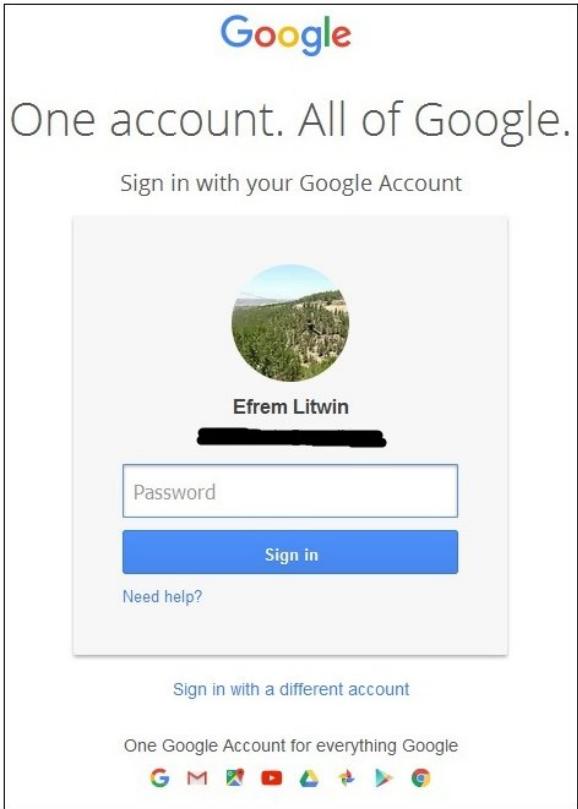 Google
One account. All of Google.
Sign in with your Google Account
Efrem Litwin
Password
Sign in
Need help?
Sign in with a different account
One Google Account for everything Google